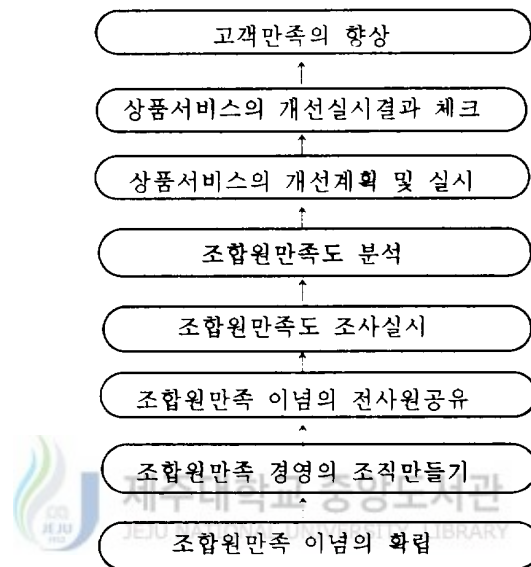 고객만족의 향상
상품서비스의 개선실시결과 체크
상품서비스의 개선계획 및 실시
조합원만족도 분석
조합원만족도 조사실시
조합원만족 이념의 전사원공유
조합원만족 경영의 조직만들기
제주대학교 중앙도서관
JEJU NATIONAL UNIVERSITY LIBRARY
조합원만족 이념의 확립
JEJU
1952